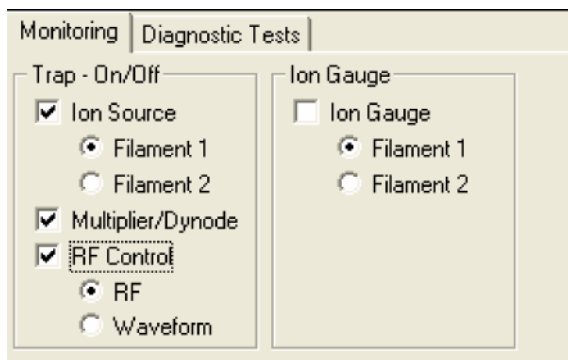 Monitoring
Diagnostic Tests
Trap - On/Off
Ion Source
Filament 1
Filament 2
Multiplier/Dynode
RF Control
RF
Waveform
Ion Gauge
Ion Gauge
Filament 1
Filament 2